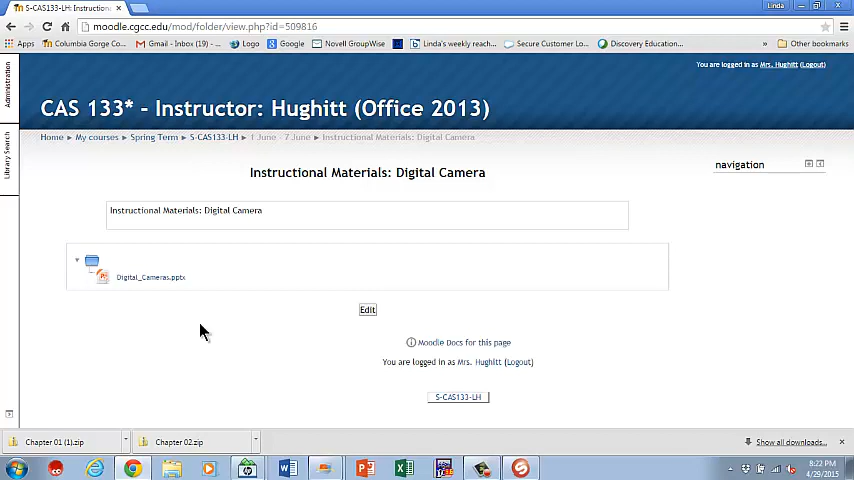 S-CAS133-LH: Instruction
Linda
moodle.cgcc.edu/mod/folder/view.php?id=509816
Apps Columbia Gorge Co... Gmail - Inbox (19) -... Logo Google Novell GroupWise Linda's weekly reach... Secure Customer Lo... Discovery Education... » Other bookmarks
You are logged in as Mrs. Hughitt (Logout)
Administration
Library Search
CAS 133* - Instructor: Hughitt (Office 2013)
Home ► My courses ► Spring Term ► S-CAS133-LH ► 1 June - 7 June ► Instructional Materials: Digital Camera
Instructional Materials: Digital Camera
navigation
Instructional Materials: Digital Camera
Digital_Cameras.pptx
Edit
Moodle Docs for this page
You are logged in as Mrs. Hughitt (Logout)
S-CAS133-LH
Chapter 01 (1).zip Chapter 02.zip Show all downloads...
8:22 PM
4/29/2015